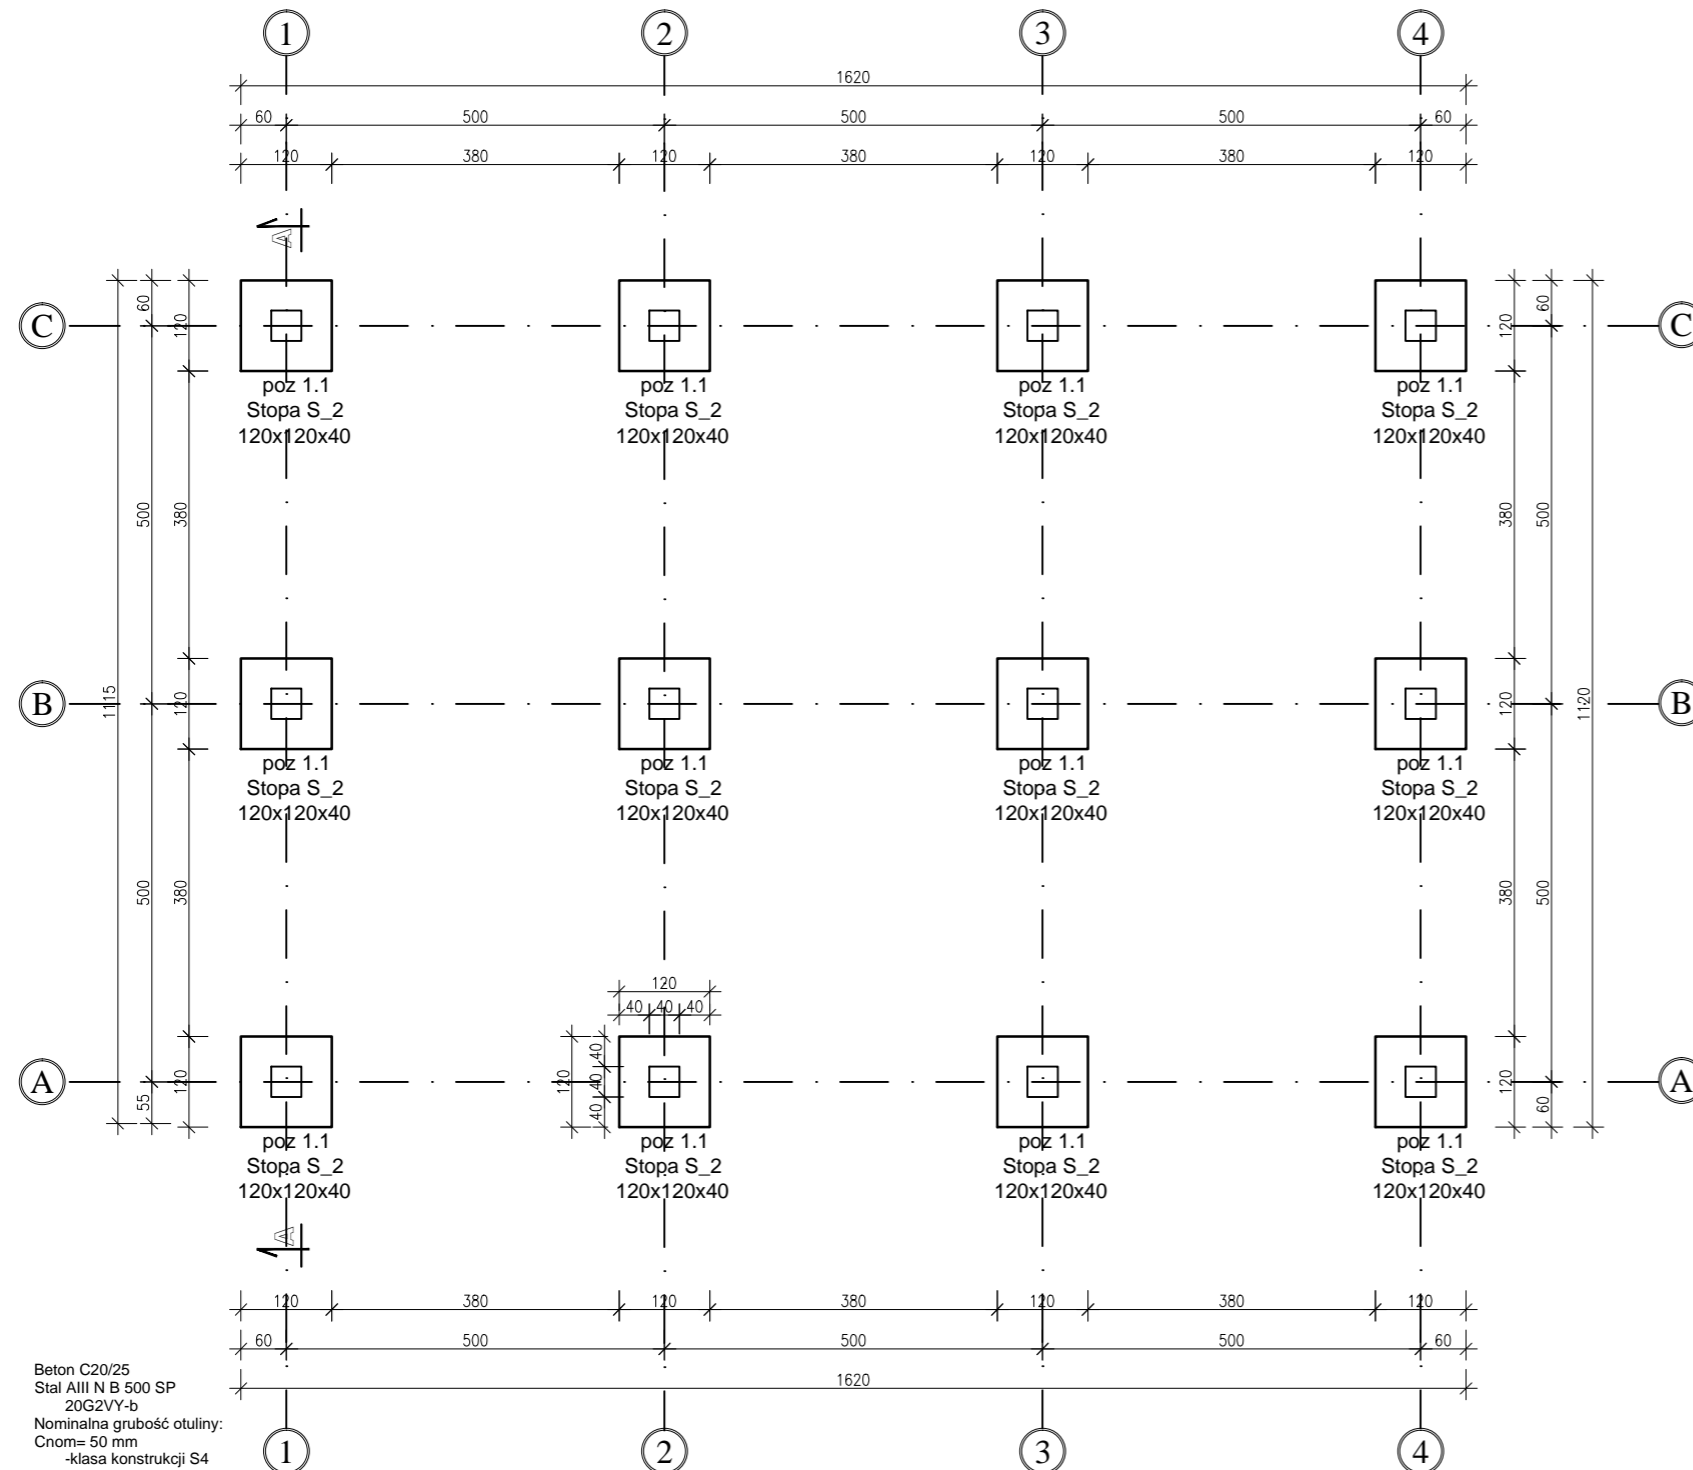 1 2 3 4
1620
60 500 500 500 60
120 380 120 380 120 380 120
A
60 60
C 120 120 C
poz 1.1 poz 1.1 poz 1.1 poz 1.1
Stopa S_2 Stopa S_2 Stopa S_2 Stopa S_2
120x120x40 120x120x40 120x120x40 120x120x40
500 380 380 500
B 1115 120 120 1120 B
poz 1.1 poz 1.1 poz 1.1 poz 1.1
Stopa S_2 Stopa S_2 Stopa S_2 Stopa S_2
120x120x40 120x120x40 120x120x40 120x120x40
500 380 380 500
120
40 40 40
40
A 120 120 40 120 A
55 40 60
poz 1.1 poz 1.1 poz 1.1 poz 1.1
Stopa S_2 Stopa S_2 Stopa S_2 Stopa S_2
120x120x40 120x120x40 120x120x40 120x120x40
A
120 380 120 380 120 380 120
60 500 500 500 60
1620
Beton C20/25
Stal AIII N B 500 SP
20G2VY-b
Nominalna grubość otuliny:
Cnom= 50 mm
-klasa konstrukcji S4
1 2 3 4